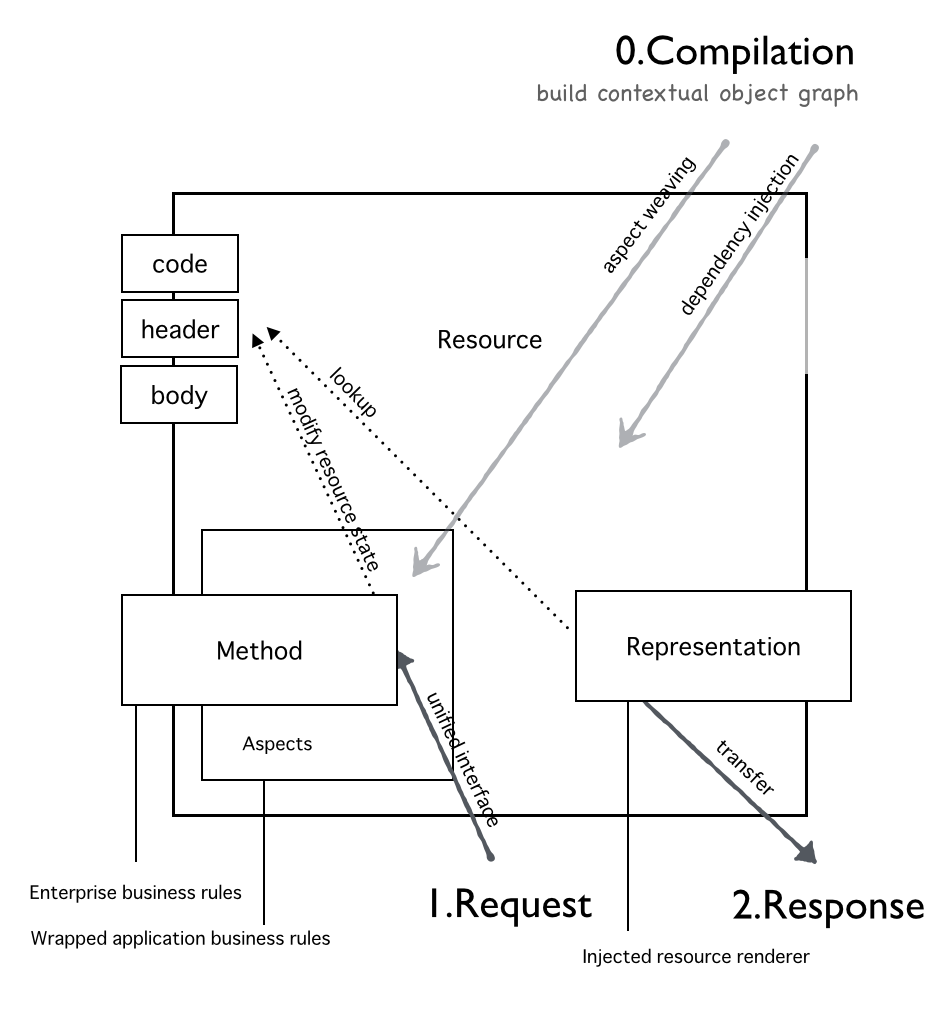 0.Compilation
build contextual object graph
aspect weaving
dependency injection
code
header
body
Resource
lookup
modify resource state
Method
Representation
Aspects
unified interface
transfer
Enterprise business rules
1.Request
2.Response
Wrapped application business rules
Injected resource renderer